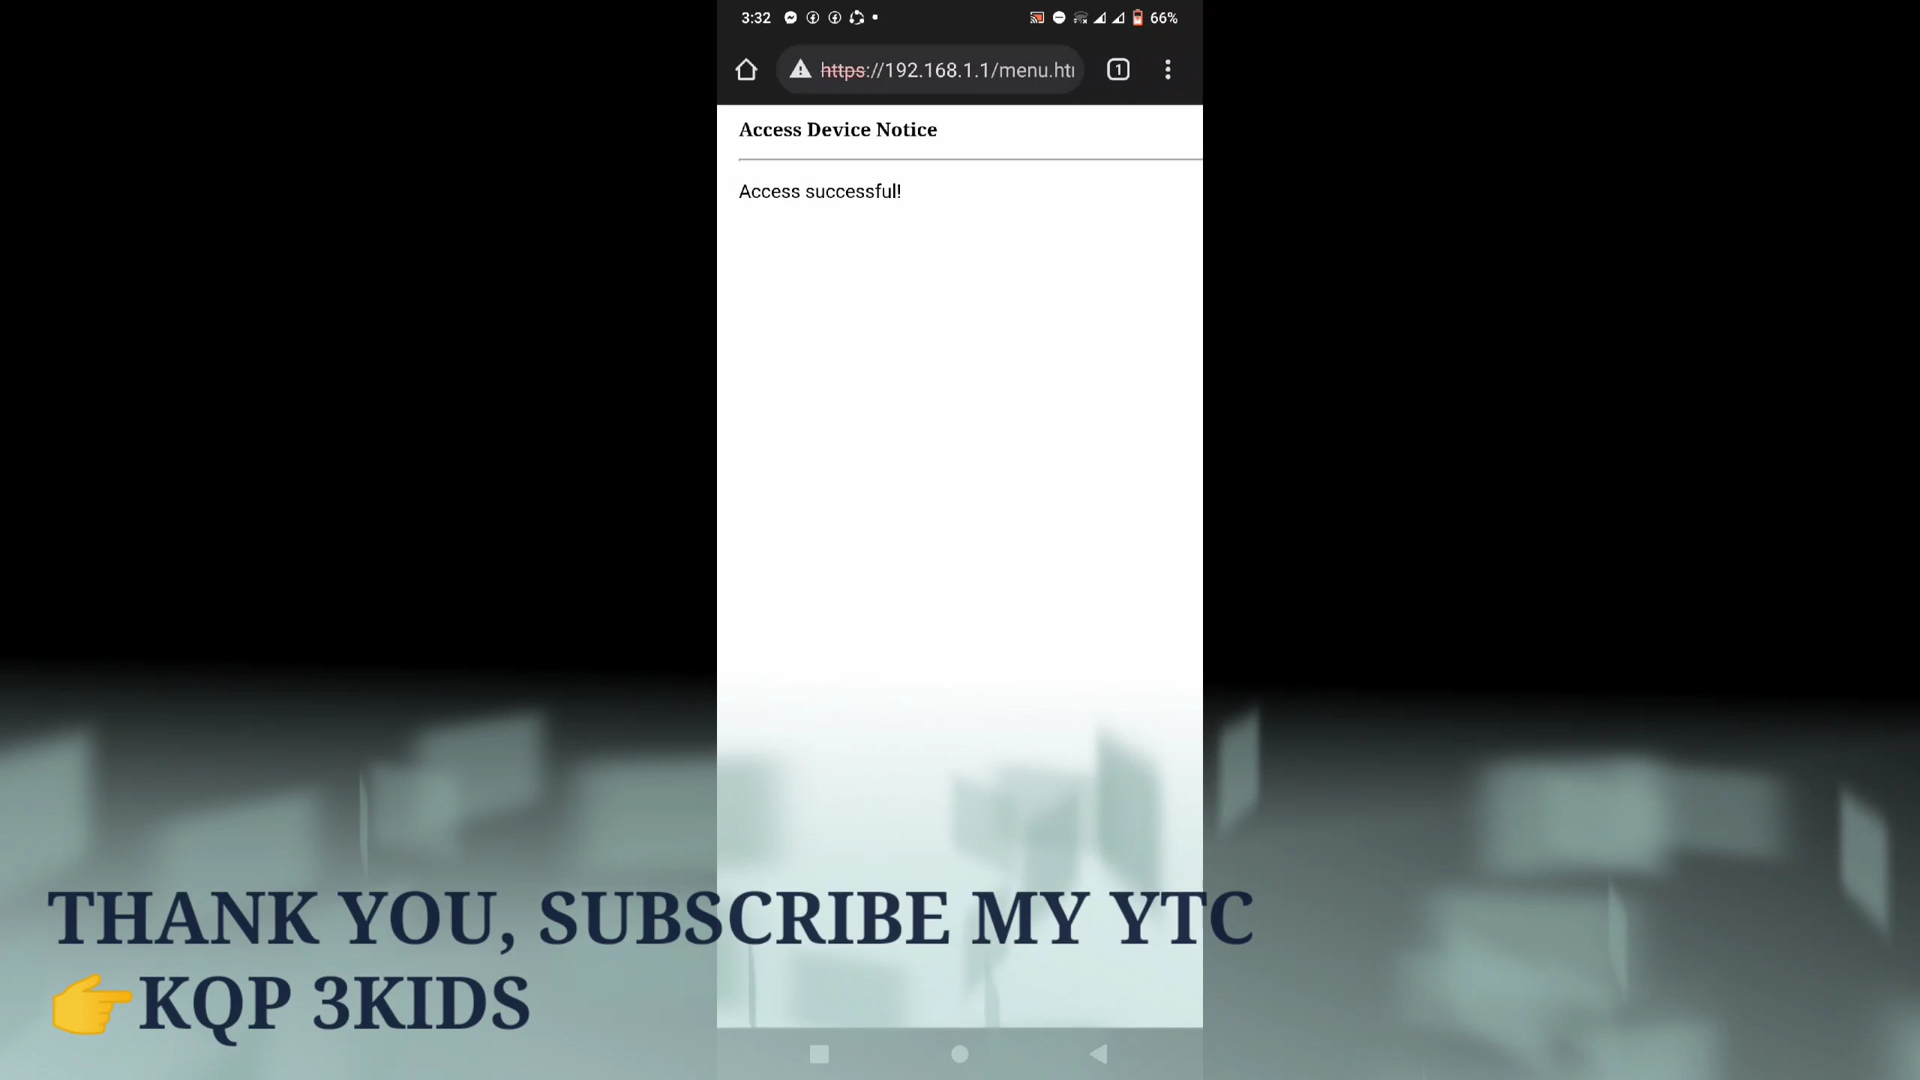 3:32
66%
https://192.168.1.1/menu.ht
1
Access Device Notice
Access successful!
THANK YOU, SUBSCRIBE MY YTC
👉KQP 3KIDS